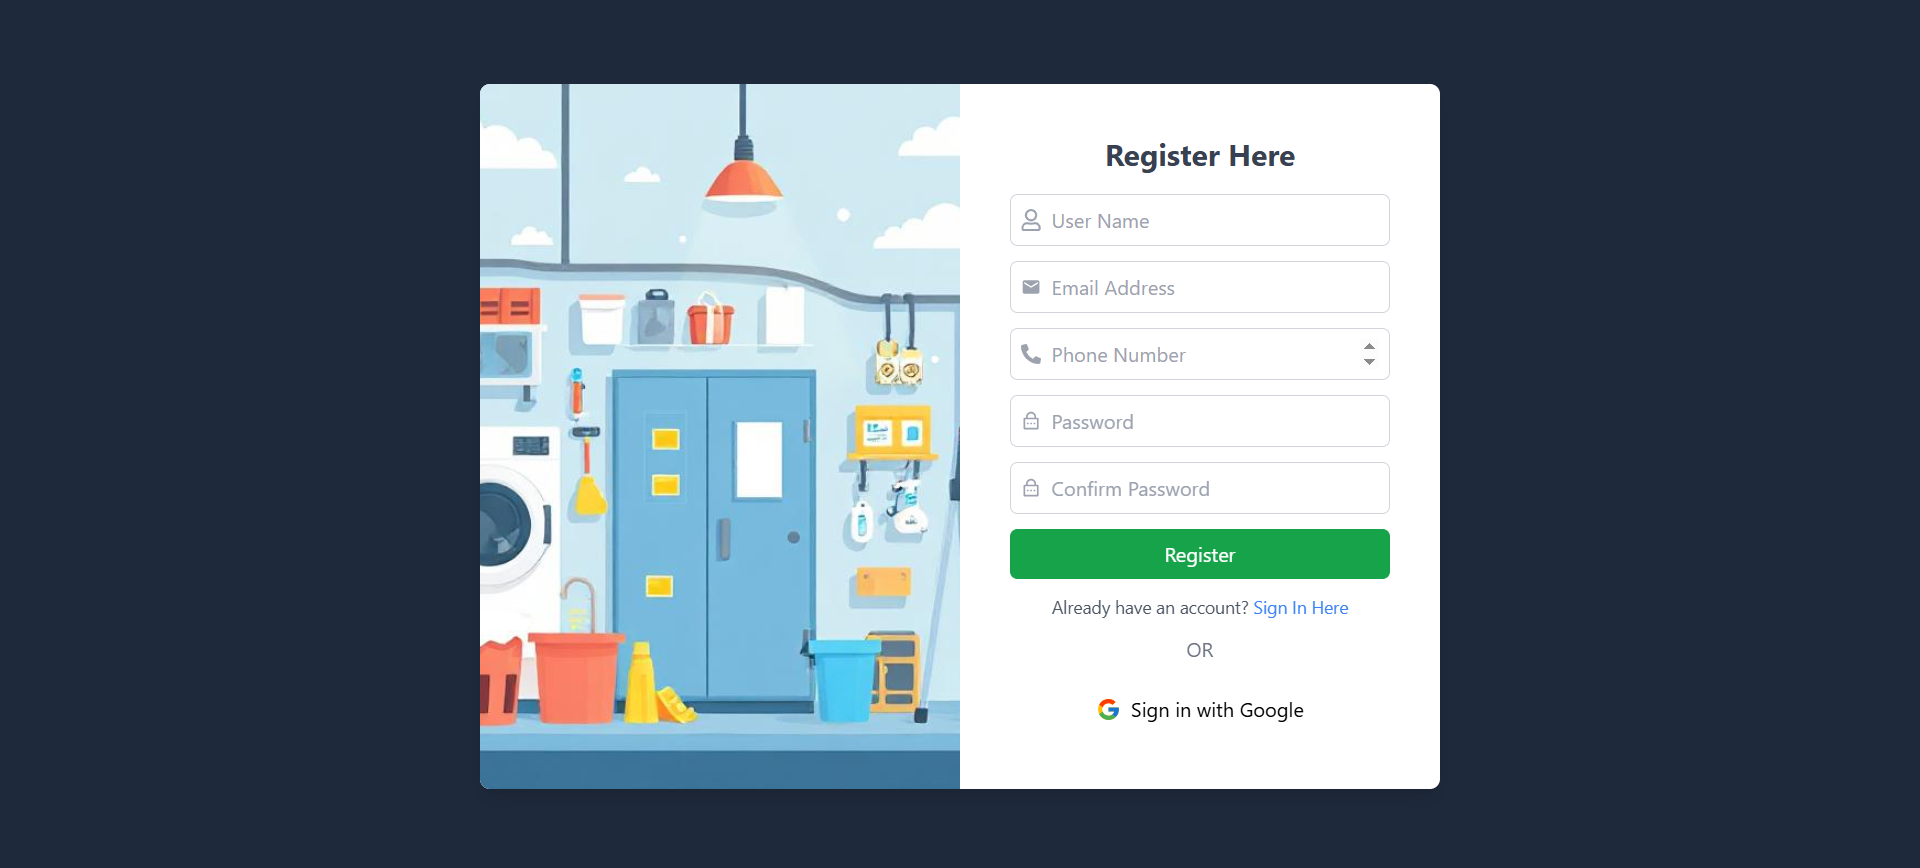 Register Here
User Name
Email Address
Phone Number
Password
Confirm Password
Register
Already have an account? Sign In Here
OR
Sign in with Google